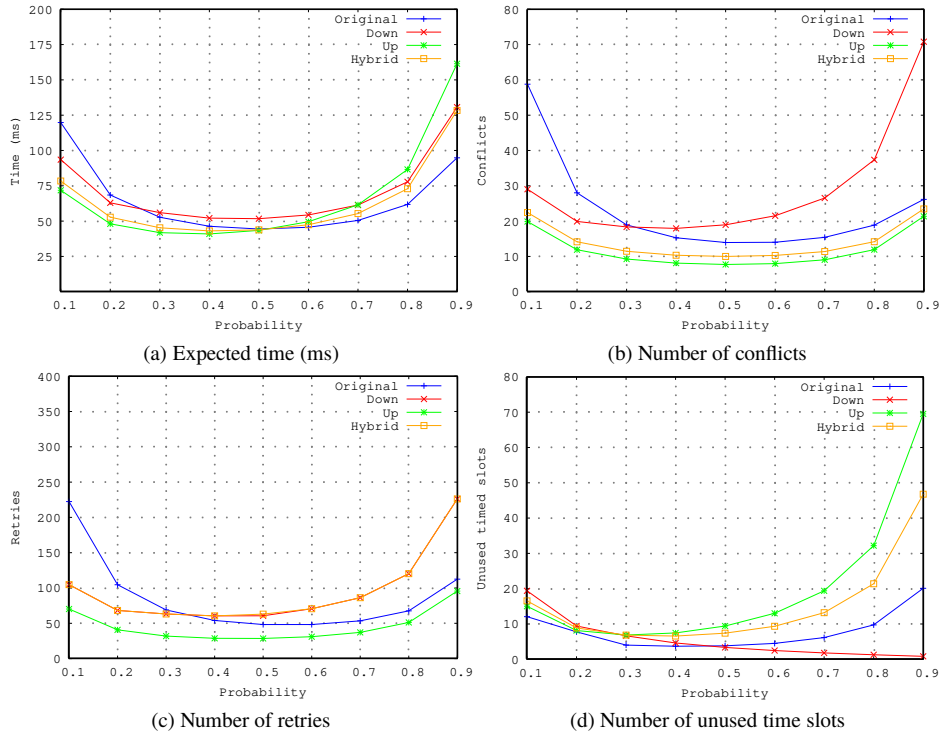 200
175
150
125
100
75
50
25
0.1 0.2 0.3 0.4 0.5 0.6 0.7 0.8 0.9
Time (ms)
Probability
Original
Down
Up
Hybrid
(a) Expected time (ms)
80
70
60
50
40
30
20
10
0
0.1 0.2 0.3 0.4 0.5 0.6 0.7 0.8 0.9
Conflicts
Probability
Original
Down
Up
Hybrid
(b) Number of conflicts
400
350
300
250
200
150
100
50
0
0.1 0.2 0.3 0.4 0.5 0.6 0.7 0.8 0.9
Retries
Probability
Original
Down
Up
Hybrid
(c) Number of retries
80
70
60
50
40
30
20
10
0
0.1 0.2 0.3 0.4 0.5 0.6 0.7 0.8 0.9
Unused timed slots
Probability
Original
Down
Up
Hybrid
(d) Number of unused time slots